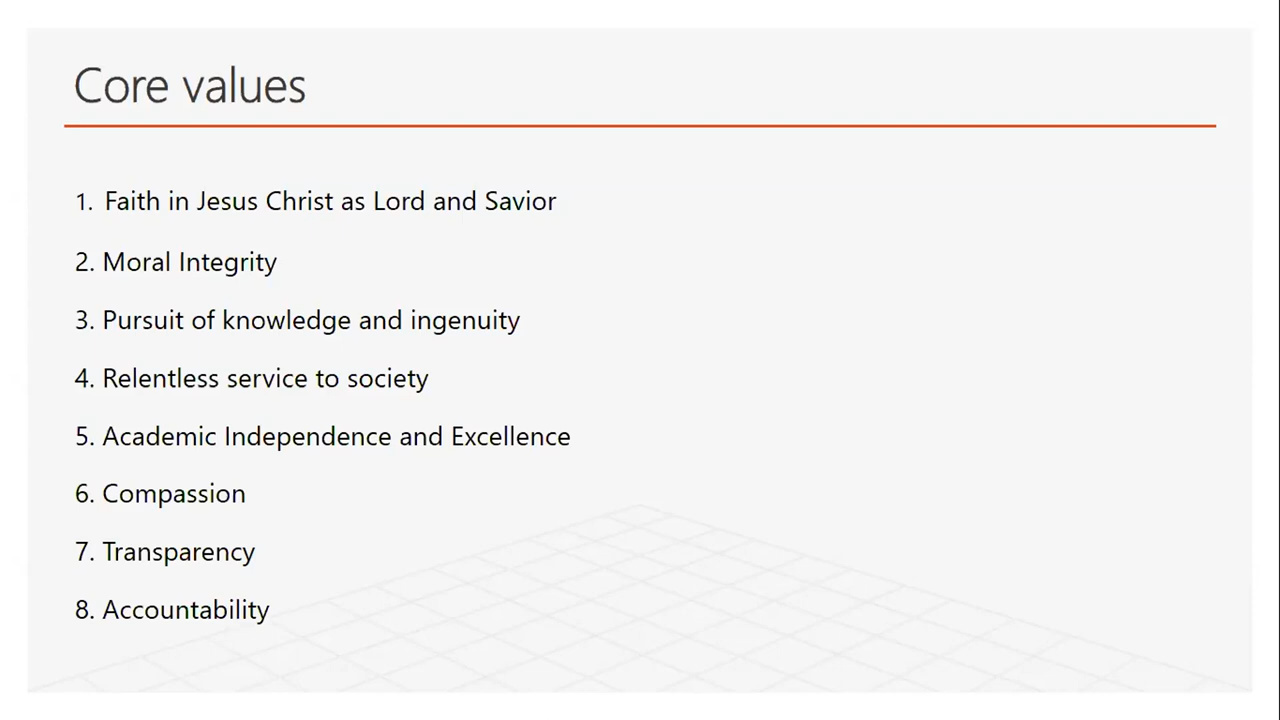 Core values
1. Faith in Jesus Christ as Lord and Savior
2. Moral Integrity
3. Pursuit of knowledge and ingenuity
4. Relentless service to society
5. Academic Independence and Excellence
6. Compassion
7. Transparency
8. Accountability